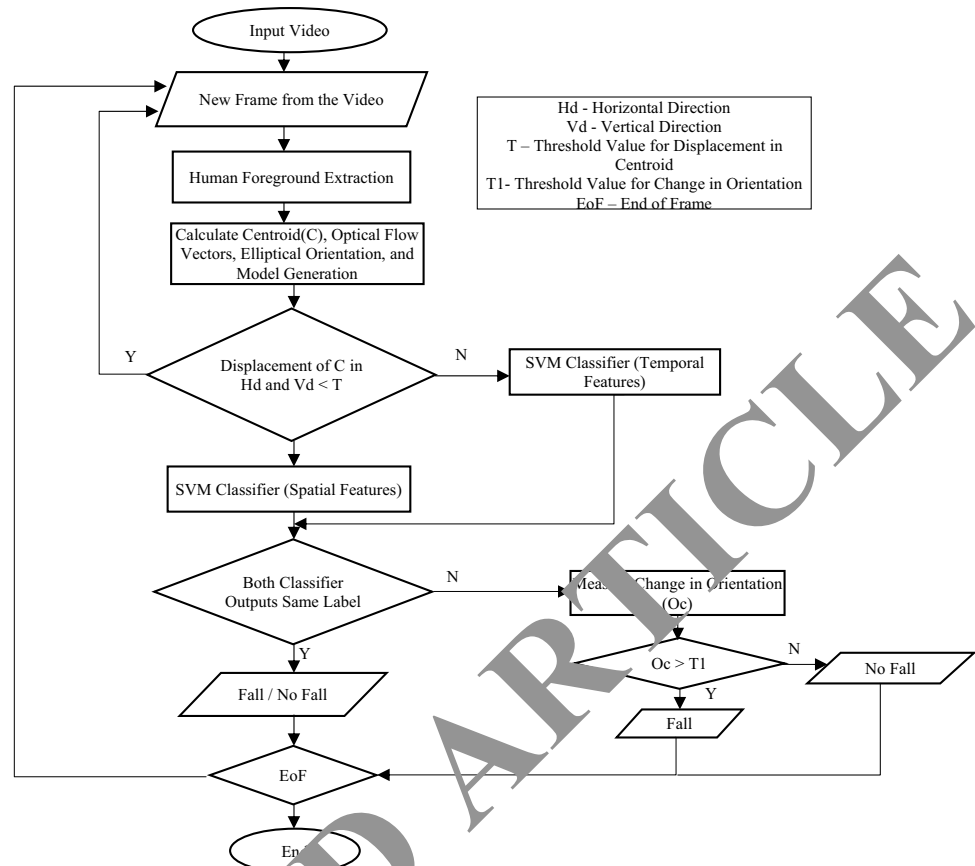 Input Video
New Frame from the Video
Hd - Horizontal Direction
Vd - Vertical Direction
T – Threshold Value for Displacement in
Centroid
T1- Threshold Value for Change in Orientation
EoF – End of Frame
Human Foreground Extraction
Calculate Centroid(C), Optical Flow
Vectors, Elliptical Orientation, and
Model Generation
Y
Displacement of C in
Hd and Vd < T
N
SVM Classifier (Temporal
Features)
SVM Classifier (Spatial Features)
Both Classifier
Outputs Same Label
N
Change in Orientation
(Oc)
Y
Oc > T1
N
No Fall
Y
Fall / No Fall
Fall
EoF
End
D ARTICLE